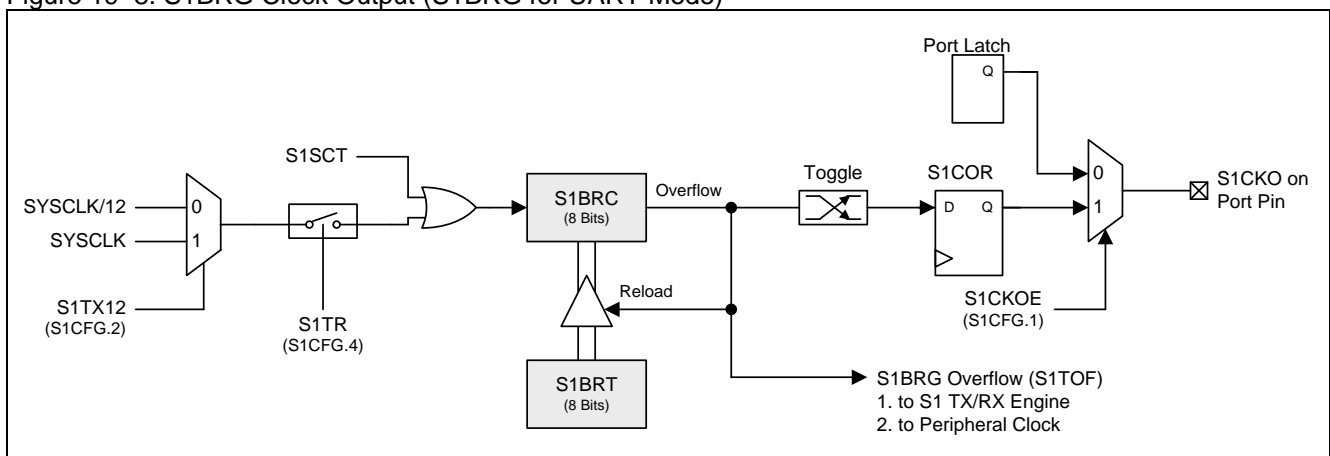 Figure 19–8. S1BRG Clock Output (S1BRG for UART Mode)
Port Latch
Q
S1SCT
SYSCLK/12
SYSCLK
0
1
S1TX12
(S1CFG.2)
S1TR
(S1CFG.4)
S1BRC
(8 Bits)
Overflow
Reload
S1BRT
(8 Bits)
Toggle
S1COR
D
Q
0
1
S1CKO on
Port Pin
S1CKOE
(S1CFG.1)
S1BRG Overflow (S1TOF)
1. to S1 TX/RX Engine
2. to Peripheral Clock